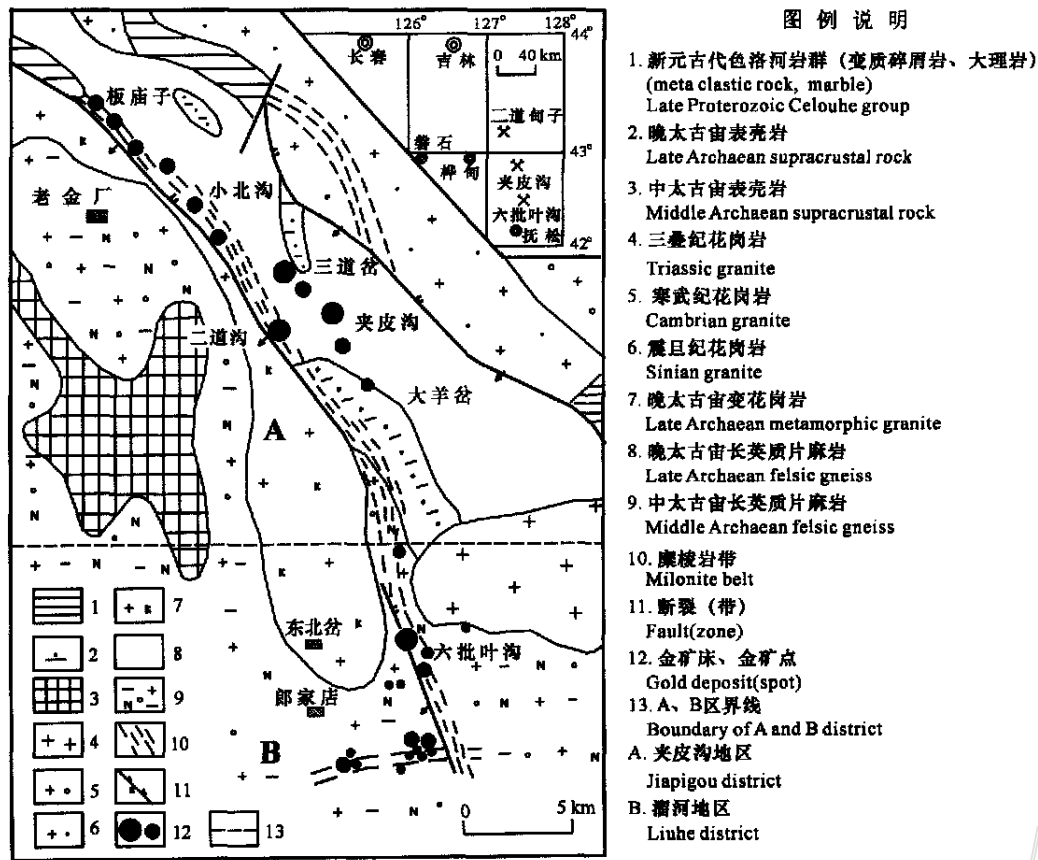 126° 127° 128°
44°
长春
吉林
0 40 km
二道甸子
磐石
桦甸
43°
夹皮沟
六批叶沟
抚松
42°
板庙子
老金厂
小北沟
三道岔
夹皮沟
二道沟
大羊岔
A
东北岔
六批叶沟
郎家店
B
1 7
2 8
3 9
4 10
5 11
6 12 13
0 5 km
图例说明
1. 新元古代色洛河岩群（变质碎屑岩、大理岩）
(meta clastic rock, marble)
Late Proterozoic Celouhe group
2. 晚太古宙表壳岩
Late Archaean supracrustal rock
3. 中太古宙表壳岩
Middle Archaean supracrustal rock
4. 三叠纪花岗岩
Triassic granite
5. 寒武纪花岗岩
Cambrian granite
6. 震旦纪花岗岩
Sinian granite
7. 晚太古宙变花岗岩
Late Archaean metamorphic granite
8. 晚太古宙长英质片麻岩
Late Archaean felsic gneiss
9. 中太古宙长英质片麻岩
Middle Archaean felsic gneiss
10. 糜棱岩带
Milonite belt
11. 断裂（带）
Fault(zone)
12. 金矿床、金矿点
Gold deposit(spot)
13. A、B区界线
Boundary of A and B district
A. 夹皮沟地区
Jiapigou district
B. 溜河地区
Liuhe district